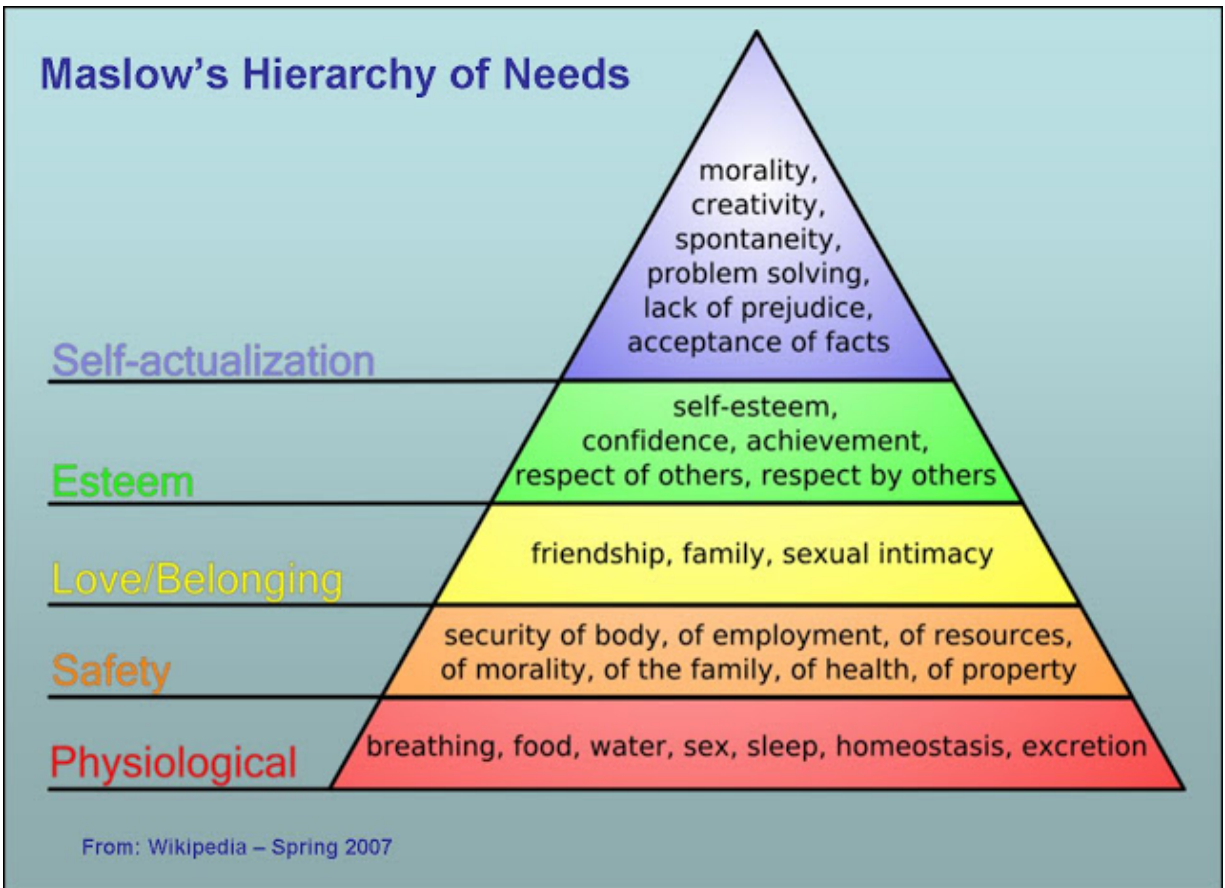 Maslow's Hierarchy of Needs
morality,
creativity,
spontaneity,
problem solving,
lack of prejudice,
acceptance of facts
Self-actualization
self-esteem,
confidence, achievement,
respect of others, respect by others
Esteem
friendship, family, sexual intimacy
Love/Belonging
security of body, of employment, of resources,
of morality, of the family, of health, of property
Safety
breathing, food, water, sex, sleep, homeostasis, excretion
Physiological
From: Wikipedia – Spring 2007